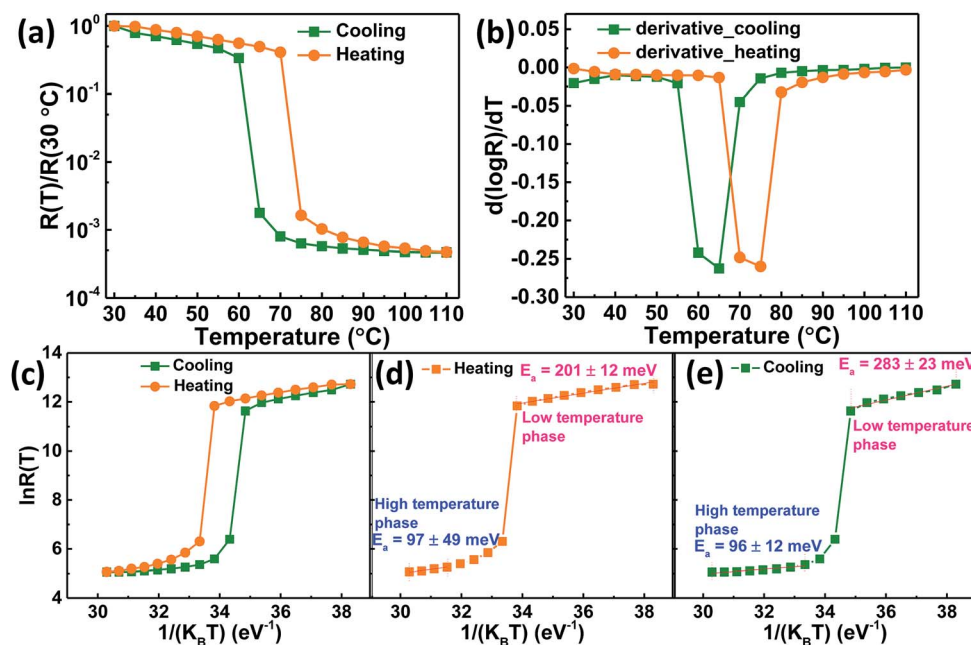 (a)
Cooling
Heating
R(T)/R(30 °C)
10⁰
10⁻¹
10⁻²
10⁻³
10⁻⁴
30 40 50 60 70 80 90 100 110
Temperature (°C)
(b)
derivative_cooling
derivative_heating
d(logR)/dT
0.00
-0.05
-0.10
-0.15
-0.20
-0.25
-0.30
30 40 50 60 70 80 90 100 110
Temperature (°C)
(c)
Cooling
Heating
lnR(T)
12
10
8
6
4
30 32 34 36 38
1/(K_BT) (eV⁻¹)
(d)
Heating
E_a = 201 ± 12 meV
Low temperature
phase
High temperature
phase
E_a = 97 ± 49 meV
30 32 34 36 38
1/(K_BT) (eV⁻¹)
(e)
Cooling
E_a = 283 ± 23 meV
Low temperature
phase
High temperature
phase
E_a = 96 ± 12 meV
30 32 34 36 38
1/(K_BT) (eV⁻¹)